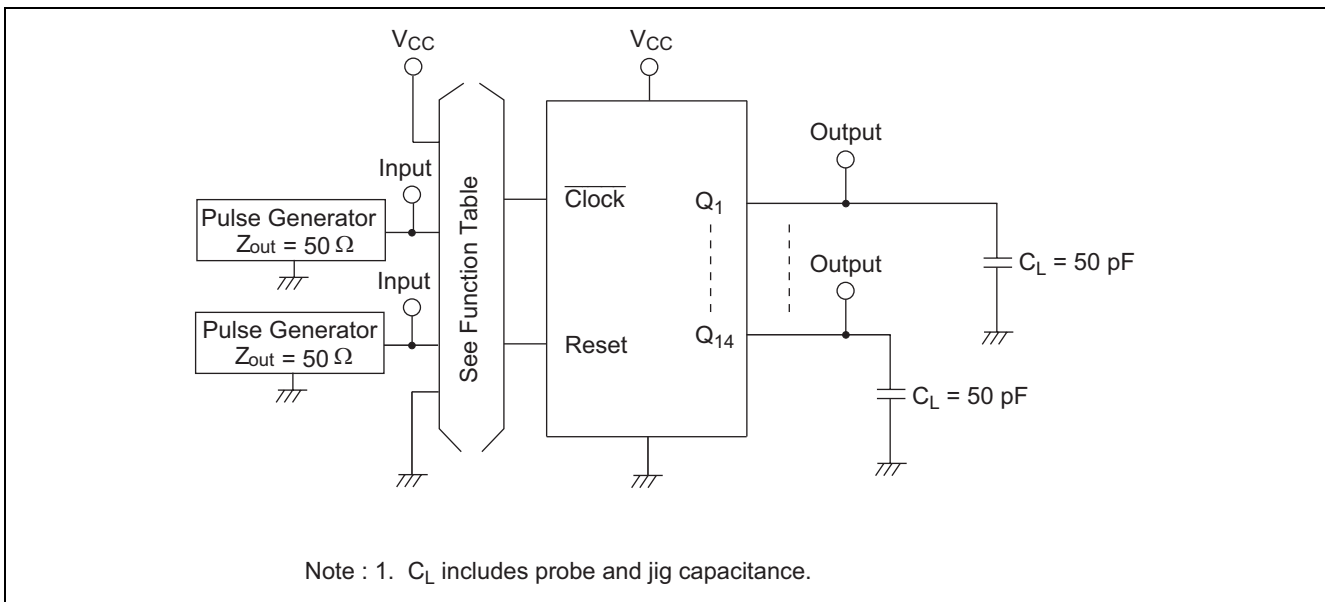 VCC
VCC
Output
Input
Pulse Generator
Zout = 50 Ω
Input
Pulse Generator
Zout = 50 Ω
See Function Table
Clock
Q1
Output
CL = 50 pF
Reset
Q14
CL = 50 pF
Note : 1. CL includes probe and jig capacitance.